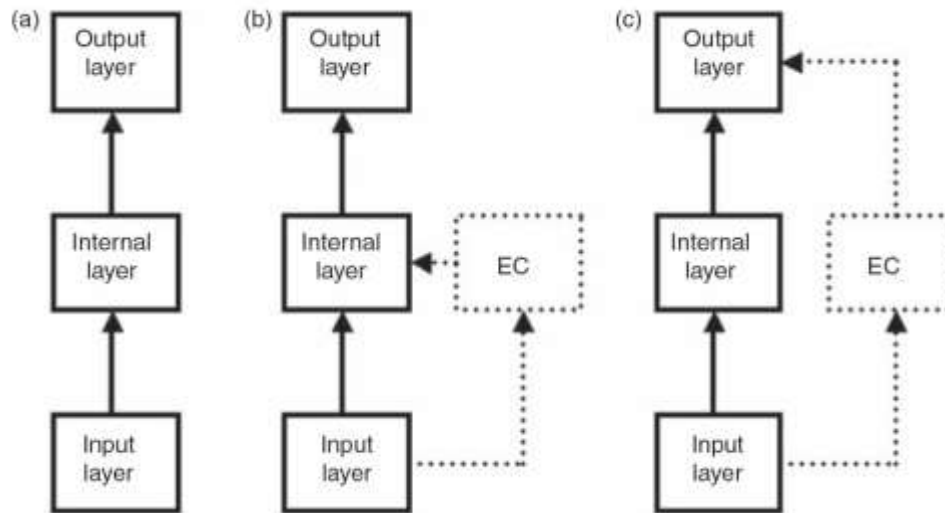 (a)
Output
layer
Internal
layer
Input
layer
(b)
Output
layer
Internal
layer
EC
Input
layer
(c)
Output
layer
Internal
layer
EC
Input
layer